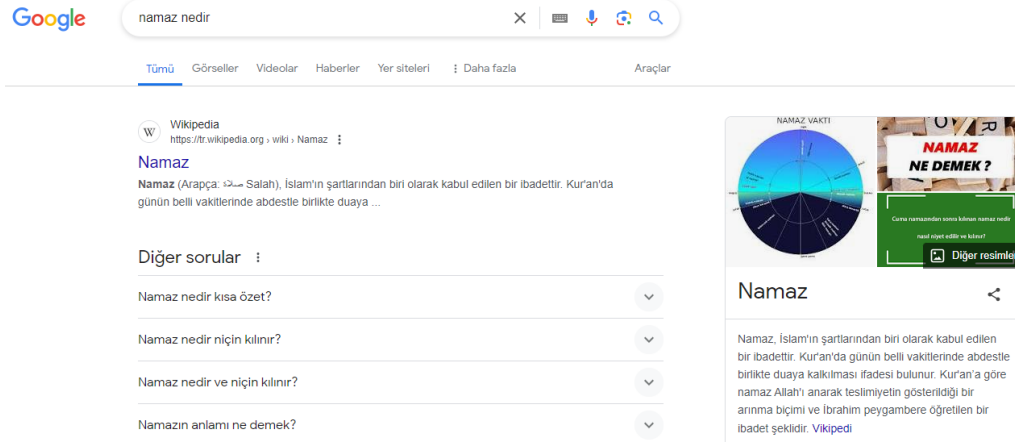 Google
namaz nedir
Tümü Görseller Videolar Haberler Yer siteleri Daha fazla Araçlar
W
Wikipedia
https://tr.wikipedia.org › wiki › Namaz
Namaz
Namaz (Arapça: صلاة Salah), İslam'ın şartlarından biri olarak kabul edilen bir ibadettir. Kur'an'da
günün belli vakitlerinde abdestle birlikte duaya ...
Diğer sorular
Namaz nedir kısa özet?
Namaz nedir niçin kılınır?
Namaz nedir ve niçin kılınır?
Namazın anlamı ne demek?
NAMAZ VAKTI
NAMAZ
NE DEMEK ?
Cuma namazından sonra kılınan namaz nedir
nasıl niyet edilir ve kılınır?
Diğer resimle
Namaz
Namaz, İslam'ın şartlarından biri olarak kabul edilen
bir ibadettir. Kur'an'da günün belli vakitlerinde abdestle
birlikte duaya kalkılması ifadesi bulunur. Kur'an'a göre
namaz Allah'ı anarak teslimiyetin gösterildiği bir
arınma biçimi ve İbrahim peygambere öğretilen bir
ibadet şeklidir. Vikipedi